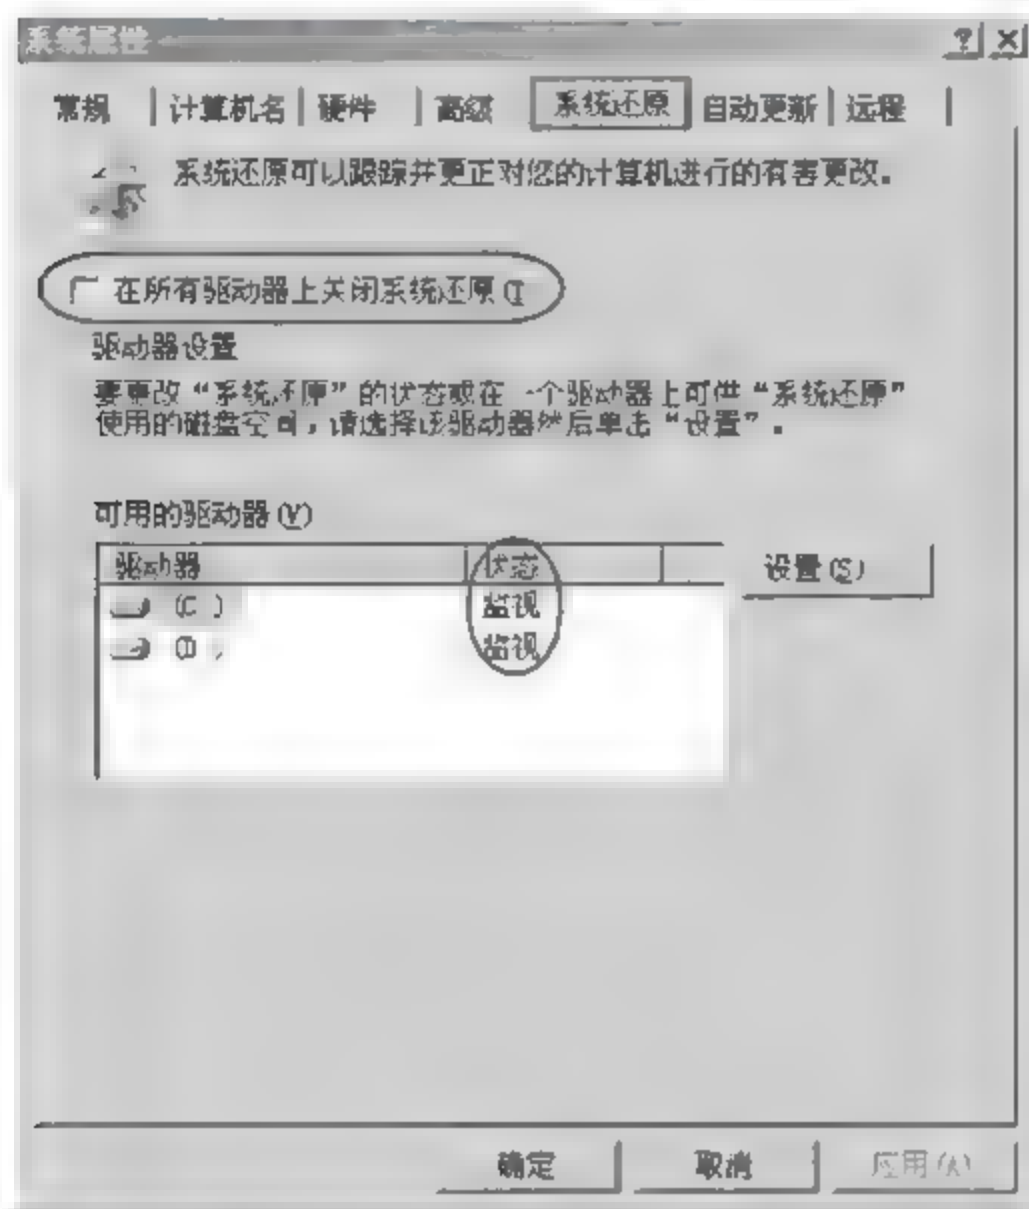 系统属性
常规 计算机名 硬件 高级 系统还原 自动更新 远程
系统还原可以跟踪并更正对您的计算机进行的有害更改。
在所有驱动器上关闭系统还原(T
驱动器设置
要更改“系统还原”的状态或在一个驱动器上可供“系统还原”
使用的磁盘空间，请选择该驱动器然后单击“设置”。
可用的驱动器(V)
驱动器 状态
设置(S)
(C ) 监视
(D ) 监视
确定 取消 应用(A)